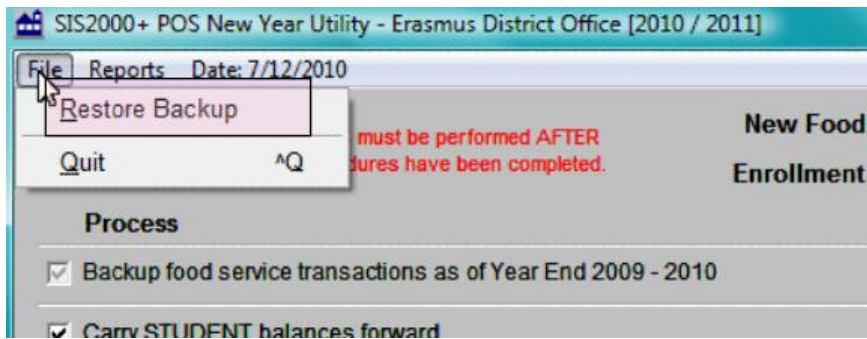 SIS2000+ POS New Year Utility - Erasmus District Office [2010 / 2011]
File Reports Date: 7/12/2010
Restore Backup
must be performed AFTER
New Food
Quit ^Q
have been completed.
Enrollment
Process
Backup food service transactions as of Year End 2009 - 2010
Carry STUDENT balances forward